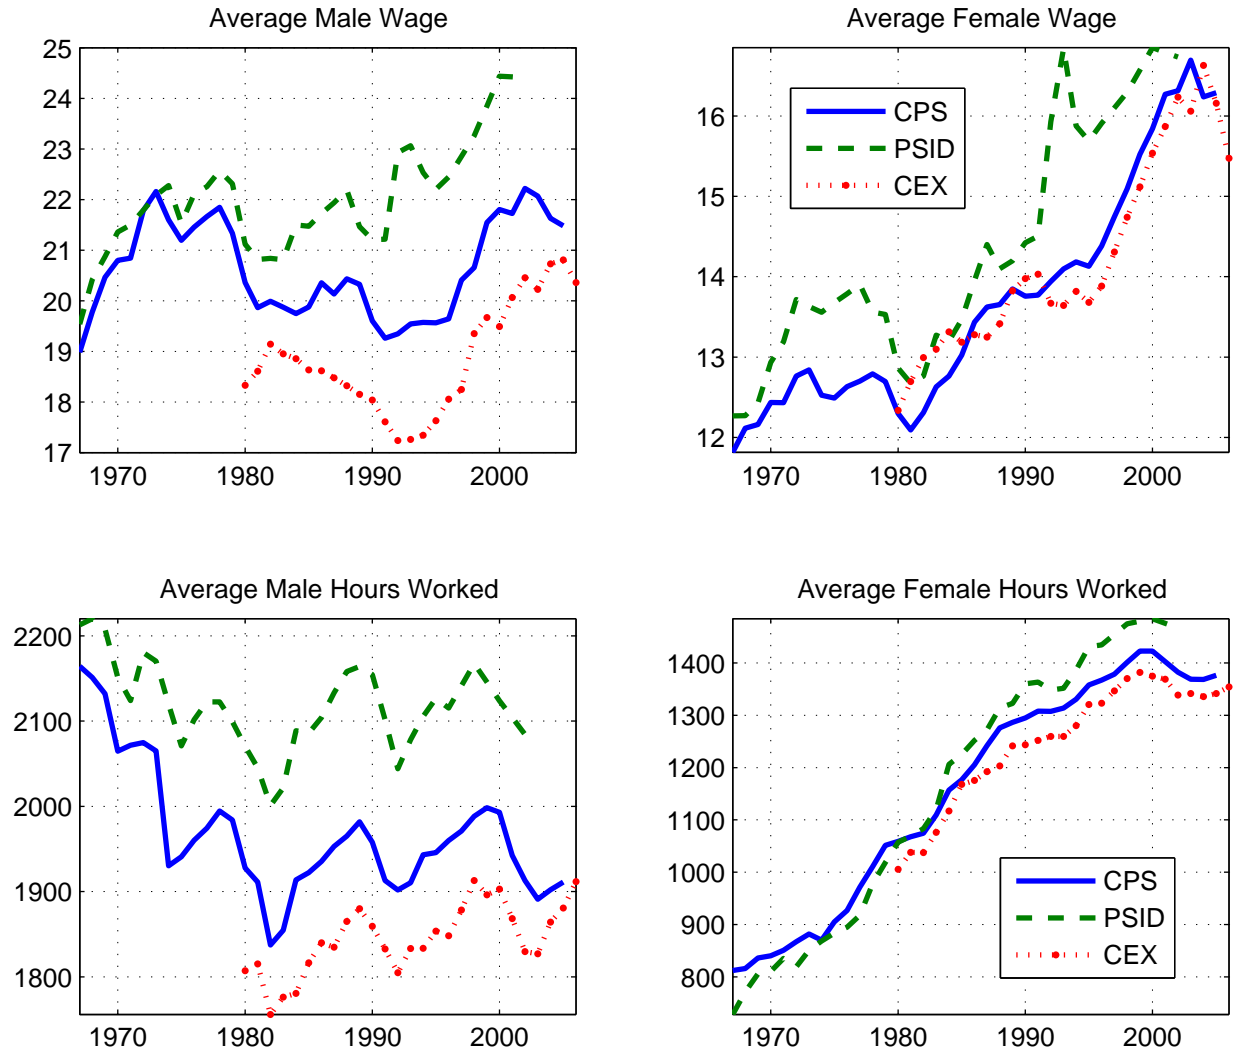 Average Male Wage
25
24
23
22
21
20
19
18
17
1970 1980 1990 2000
Average Female Wage
16
15
14
13
12
CPS
PSID
CEX
1970 1980 1990 2000
Average Male Hours Worked
2200
2100
2000
1900
1800
1970 1980 1990 2000
Average Female Hours Worked
1400
1300
1200
1100
1000
900
800
CPS
PSID
CEX
1970 1980 1990 2000